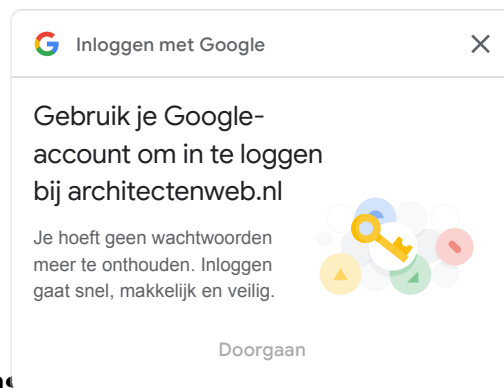 Inloggen met Google
Gebruik je Google-
account om in te loggen
bij architectenweb.nl
Je hoeft geen wachtwoorden
meer te onthouden. Inloggen
gaat snel, makkelijk en veilig.
Doorgaan